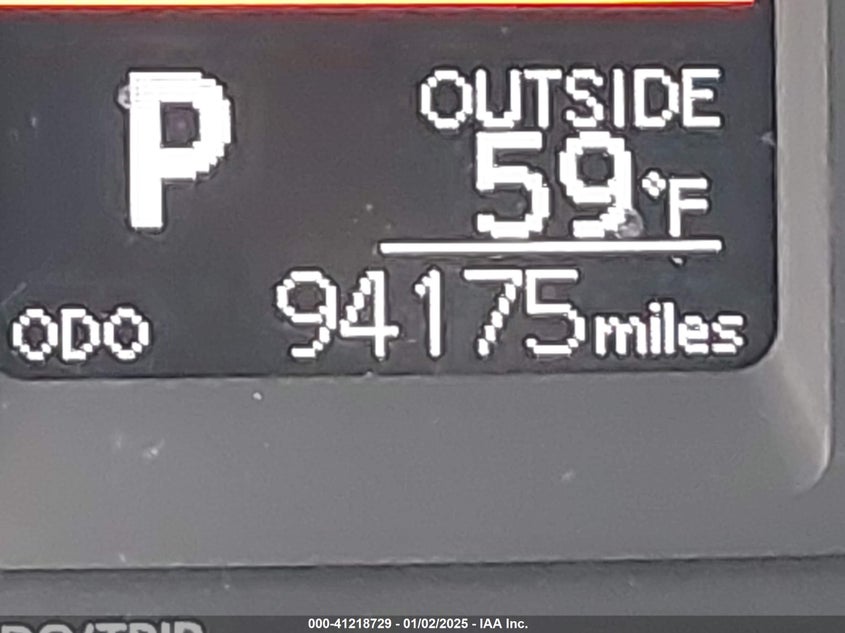 P
OUTSIDE
59°F
ODO 94175 miles
000-41218729 - 01/02/2025 - IAA Inc.